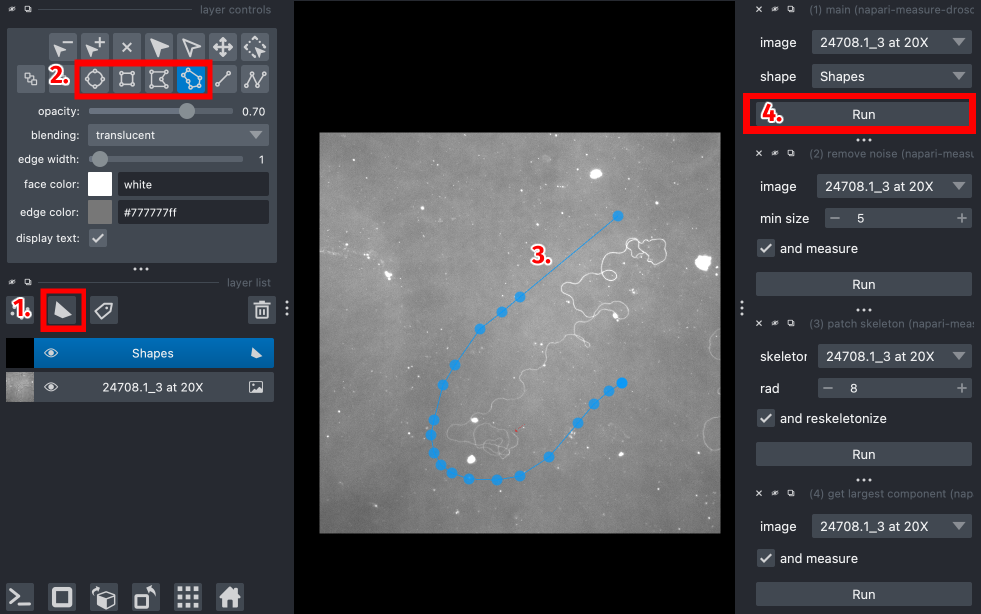 layer controls
2.
opacity:
0.70
blending:
translucent
edge width:
1
face color:
white
edge color:
#777777ff
display text:
layer list
1.
Shapes
24708.1_3 at 20X
3.
(1) main (napari-measure-drosc
image
24708.1_3 at 20X
shape
Shapes
4.
Run
(2) remove noise (napari-measu
image
24708.1_3 at 20X
min size
5
and measure
Run
(3) patch skeleton (napari-meas
skeletor
24708.1_3 at 20X
rad
8
and reskeletonize
Run
(4) get largest component (nap
image
24708.1_3 at 20X
and measure
Run